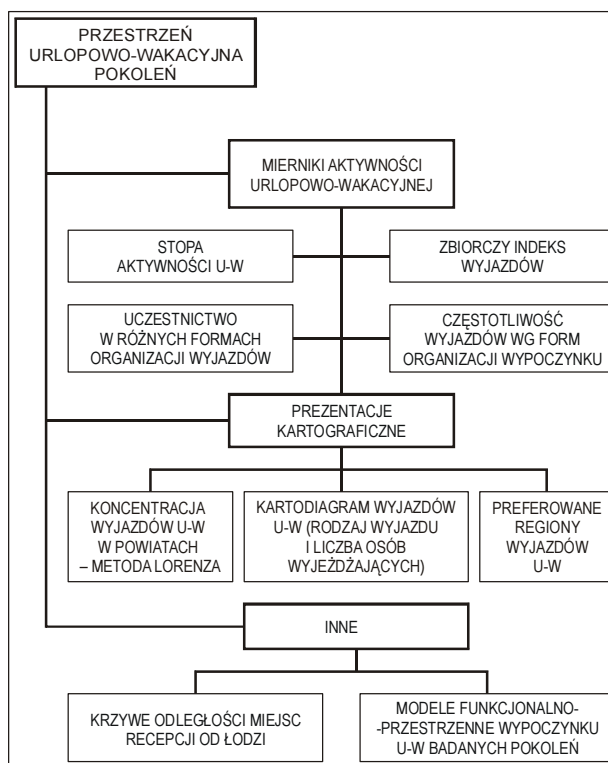 PRZESTRZEŃ
URLOPOWO-WAKACYJNA
POKOLEŃ
MIERNIKI AKTYWNOŚCI
URLOPOWO-WAKACYJNEJ
STOPA
AKTYWNOŚCI U-W
ZBIORCZY INDEKS
WYJAZDÓW
UCZESTNICTWO
W RÓŻNYCH FORMACH
ORGANIZACJI WYJAZDÓW
CZĘSTOTLIWOŚĆ
WYJAZDÓW WG FORM
ORGANIZACJI WYPOCZYNKU
PREZENTACJE
KARTOGRAFICZNE
KONCENTRACJA
WYJAZDÓW U-W
W POWIATACH
– METODA LORENZA
KARTODIAGRAM WYJAZDÓW
U-W (RODZAJ WYJAZDU
I LICZBA OSÓB
WYJEŻDŻAJĄCYCH)
PREFEROWANE
REGIONY
WYJAZDÓW
U-W
INNE
KRZYWE ODLEGŁOŚCI MIEJSC
RECEPCJI OD ŁODZI
MODELE FUNKCJONALNO-
-PRZESTRZENNE WYPOCZYNKU
U-W BADANYCH POKOLEŃ